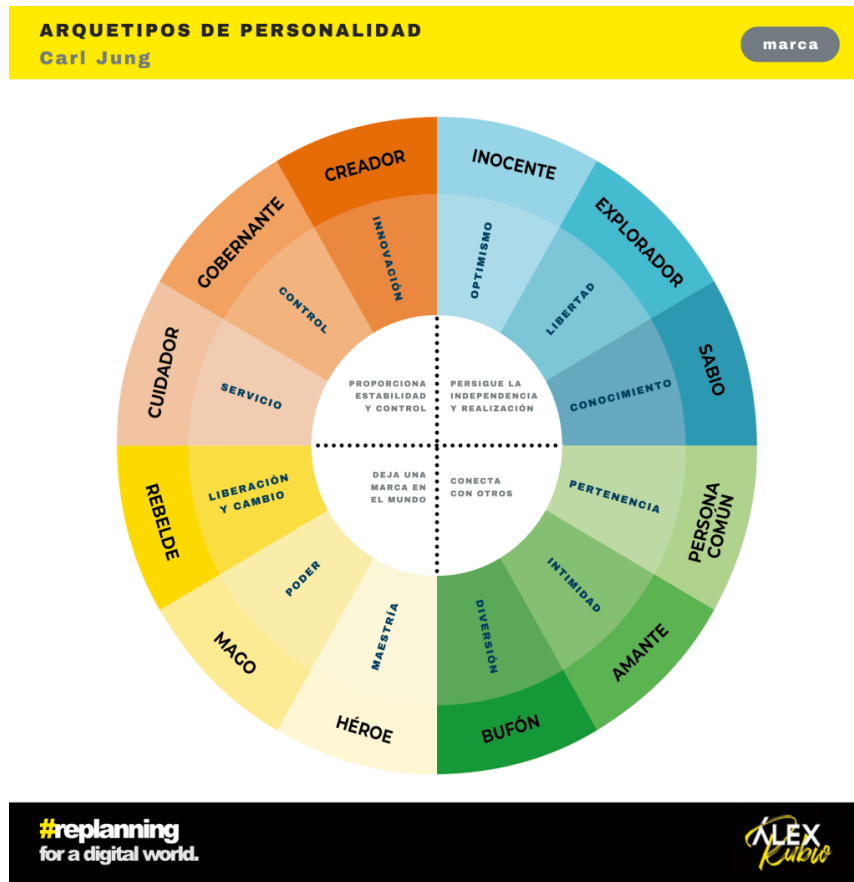 ARQUETIPOS DE PERSONALIDAD
Carl Jung
marca
CREADOR
INOCENTE
EXPLORADOR
SABIO
PERSONA
COMÚN
AMANTE
BUFÓN
HÉROE
MAGO
REBELDE
CUIDADOR
GOBERNANTE
INNOVACIÓN
OPTIMISMO
LIBERTAD
CONOCIMIENTO
PERTENENCIA
INTIMIDAD
DIVERSIÓN
MAESTRÍA
PODER
LIBERACIÓN
Y CAMBIO
SERVICIO
CONTROL
PROPORCIONA
ESTABILIDAD
Y CONTROL
PERSIGUE LA
INDEPENDENCIA
Y REALIZACIÓN
DEJA UNA
MARCA EN
EL MUNDO
CONECTA
CON OTROS
#replanning
for a digital world.
ÁLEX
Rubio